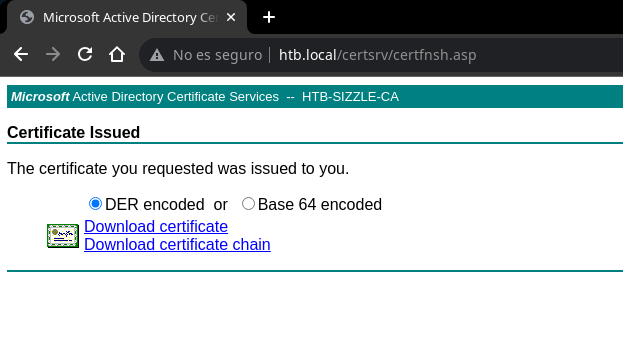 Microsoft Active Directory Cer
No es seguro htb.local/certsrv/certfnsh.asp
Microsoft Active Directory Certificate Services -- HTB-SIZZLE-CA
Certificate Issued
The certificate you requested was issued to you.
DER encoded or Base 64 encoded
Download certificate
Download certificate chain